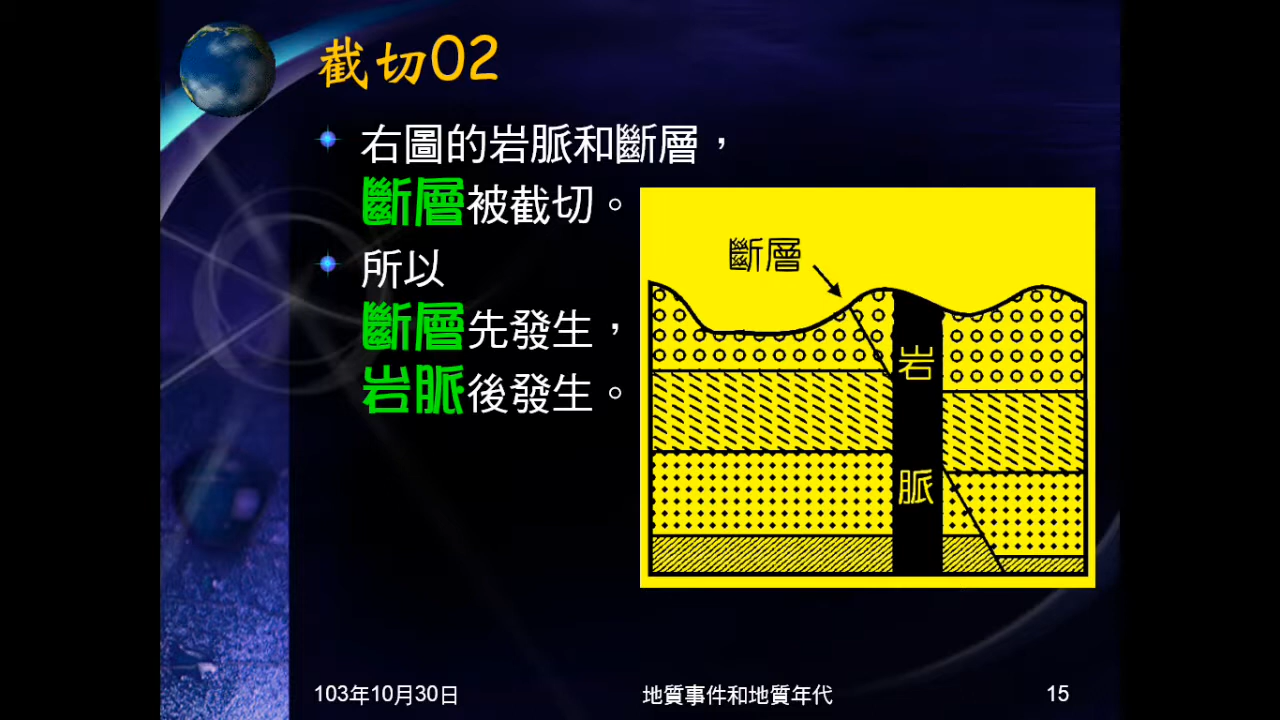 截切02
右圖的岩脈和斷層，
斷層被截切。
所以
斷層先發生，
岩脈後發生。
斷層
岩
脈
103年10月30日
地質事件和地質年代
15